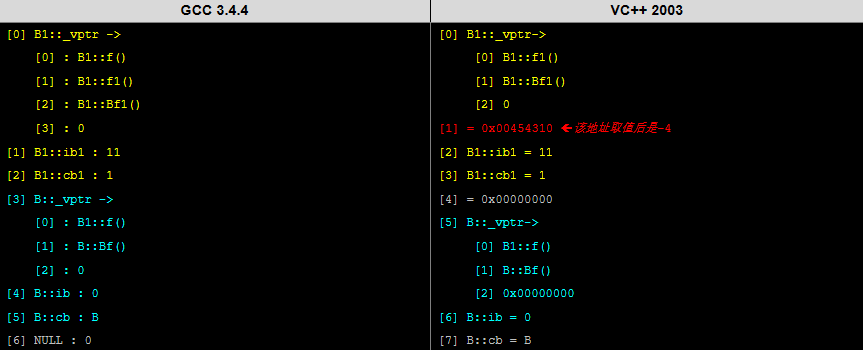 GCC 3.4.4
[0] B1::_vptr ->
[0] : B1::f()
[1] : B1::f1()
[2] : B1::Bf1()
[3] : 0
[1] B1::ib1 : 11
[2] B1::cb1 : 1
[3] B::_vptr ->
[0] : B1::f()
[1] : B::Bf()
[2] : 0
[4] B::ib : 0
[5] B::cb : B
[6] NULL : 0
VC++ 2003
[0] B1::_vptr->
[0] B1::f1()
[1] B1::Bf1()
[2] 0
[1] = 0x00454310 ←该地址取值后是-4
[2] B1::ib1 = 11
[3] B1::cb1 = 1
[4] = 0x00000000
[5] B::_vptr->
[0] B1::f()
[1] B::Bf()
[2] 0x00000000
[6] B::ib = 0
[7] B::cb = B